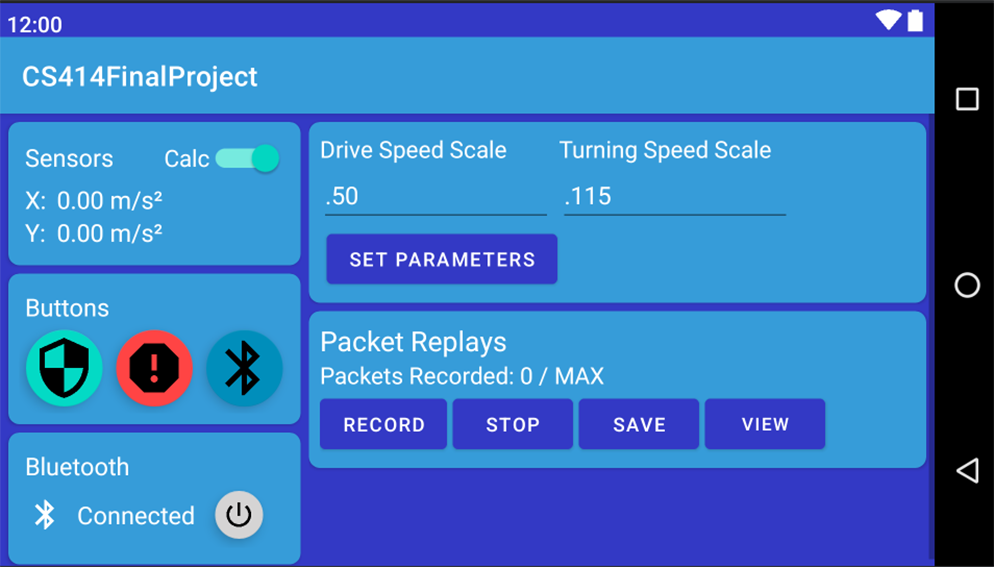 12:00
CS414FinalProject
Sensors Calc
X: 0.00 m/s²
Y: 0.00 m/s²
Buttons
Bluetooth
Connected
Drive Speed Scale Turning Speed Scale
.50 .115
SET PARAMETERS
Packet Replays
Packets Recorded: 0 / MAX
RECORD STOP SAVE VIEW